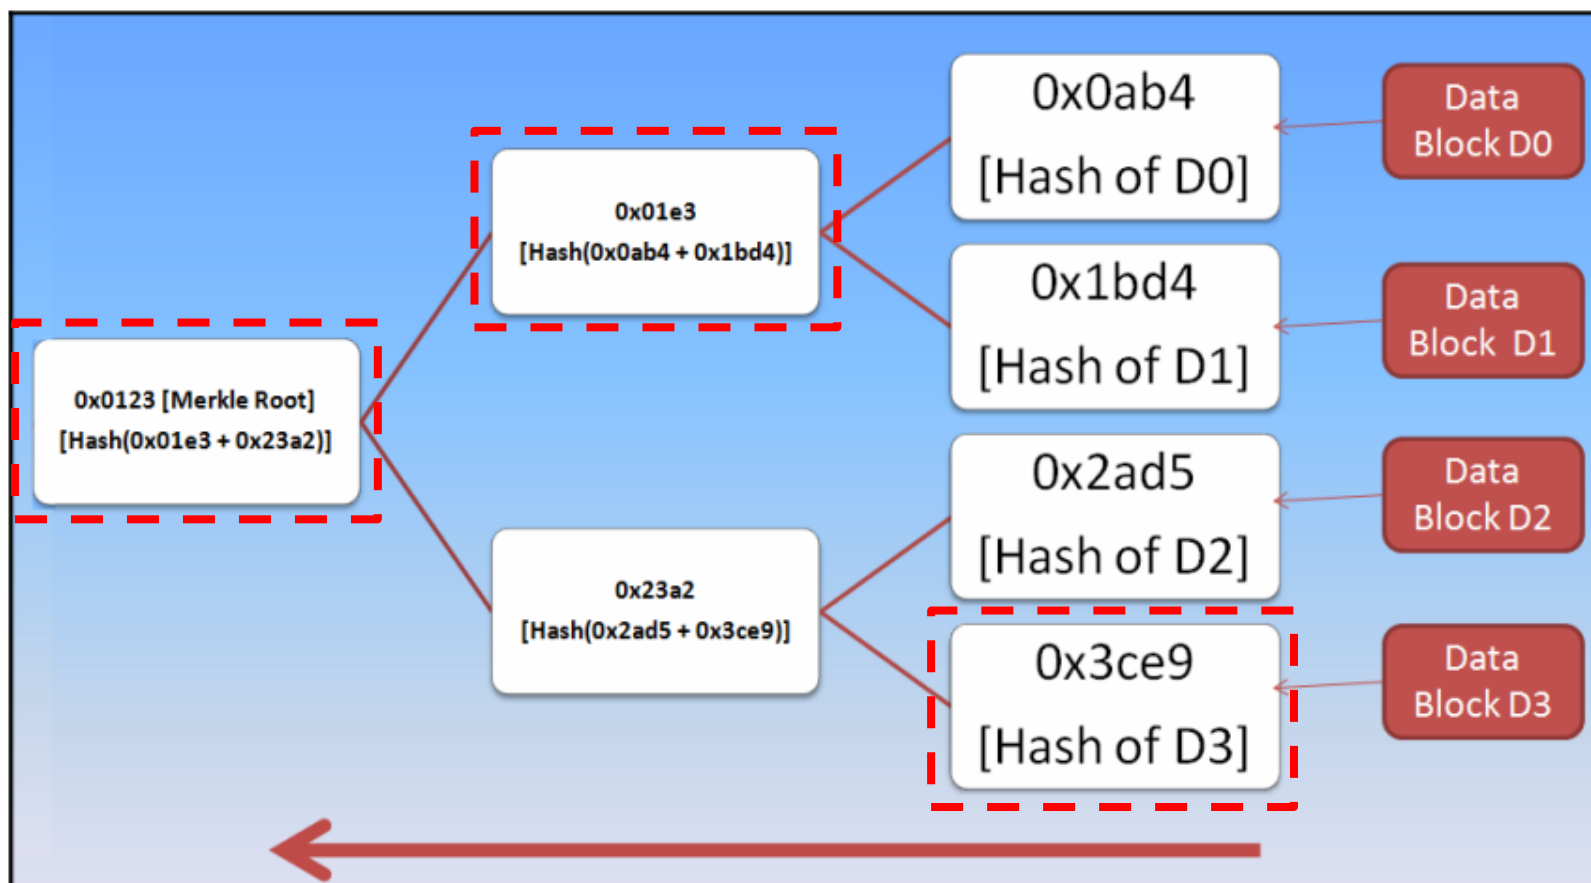 0x0123 [Merkle Root]
[Hash(0x01e3 + 0x23a2)]
0x01e3
[Hash(0x0ab4 + 0x1bd4)]
0x23a2
[Hash(0x2ad5 + 0x3ce9)]
0x0ab4
[Hash of D0]
0x1bd4
[Hash of D1]
0x2ad5
[Hash of D2]
0x3ce9
[Hash of D3]
Data
Block D0
Data
Block D1
Data
Block D2
Data
Block D3